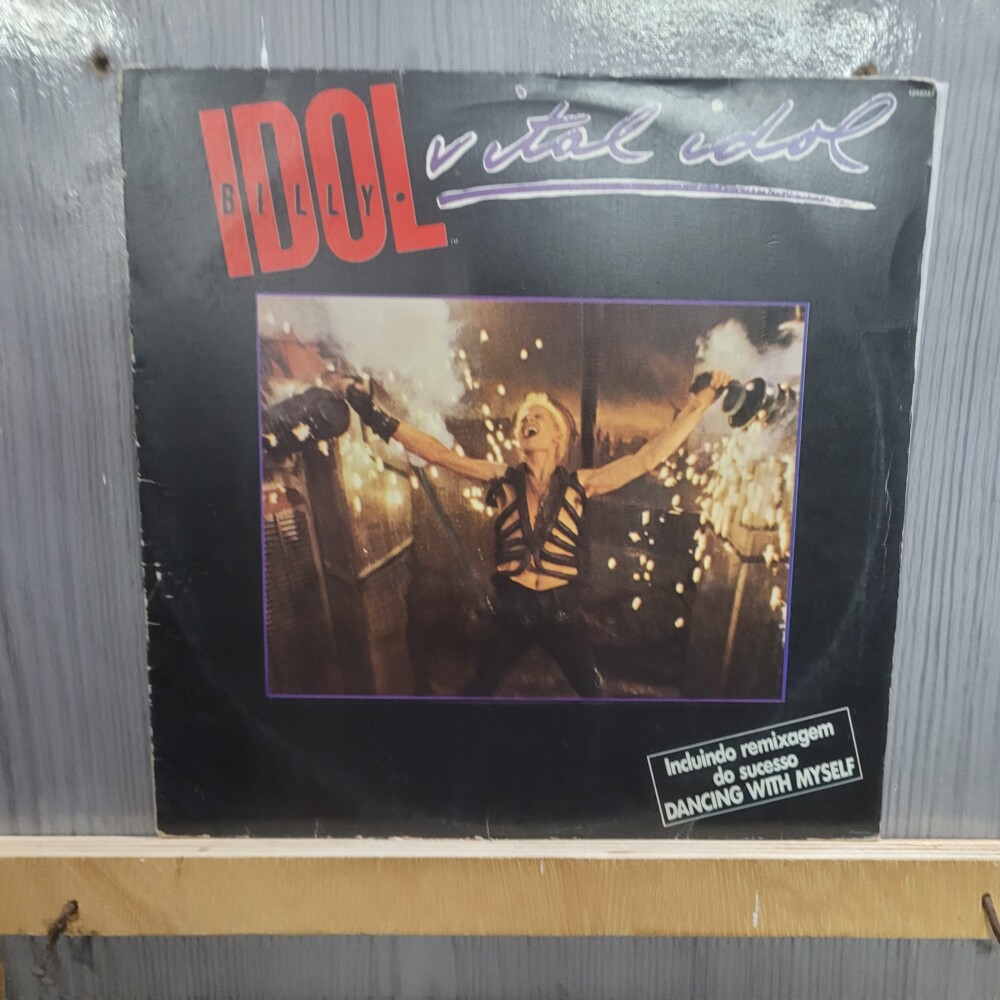 IDOL
BILLY
vital idol
Incluindo remixagem
do sucesso
DANCING WITH MYSELF